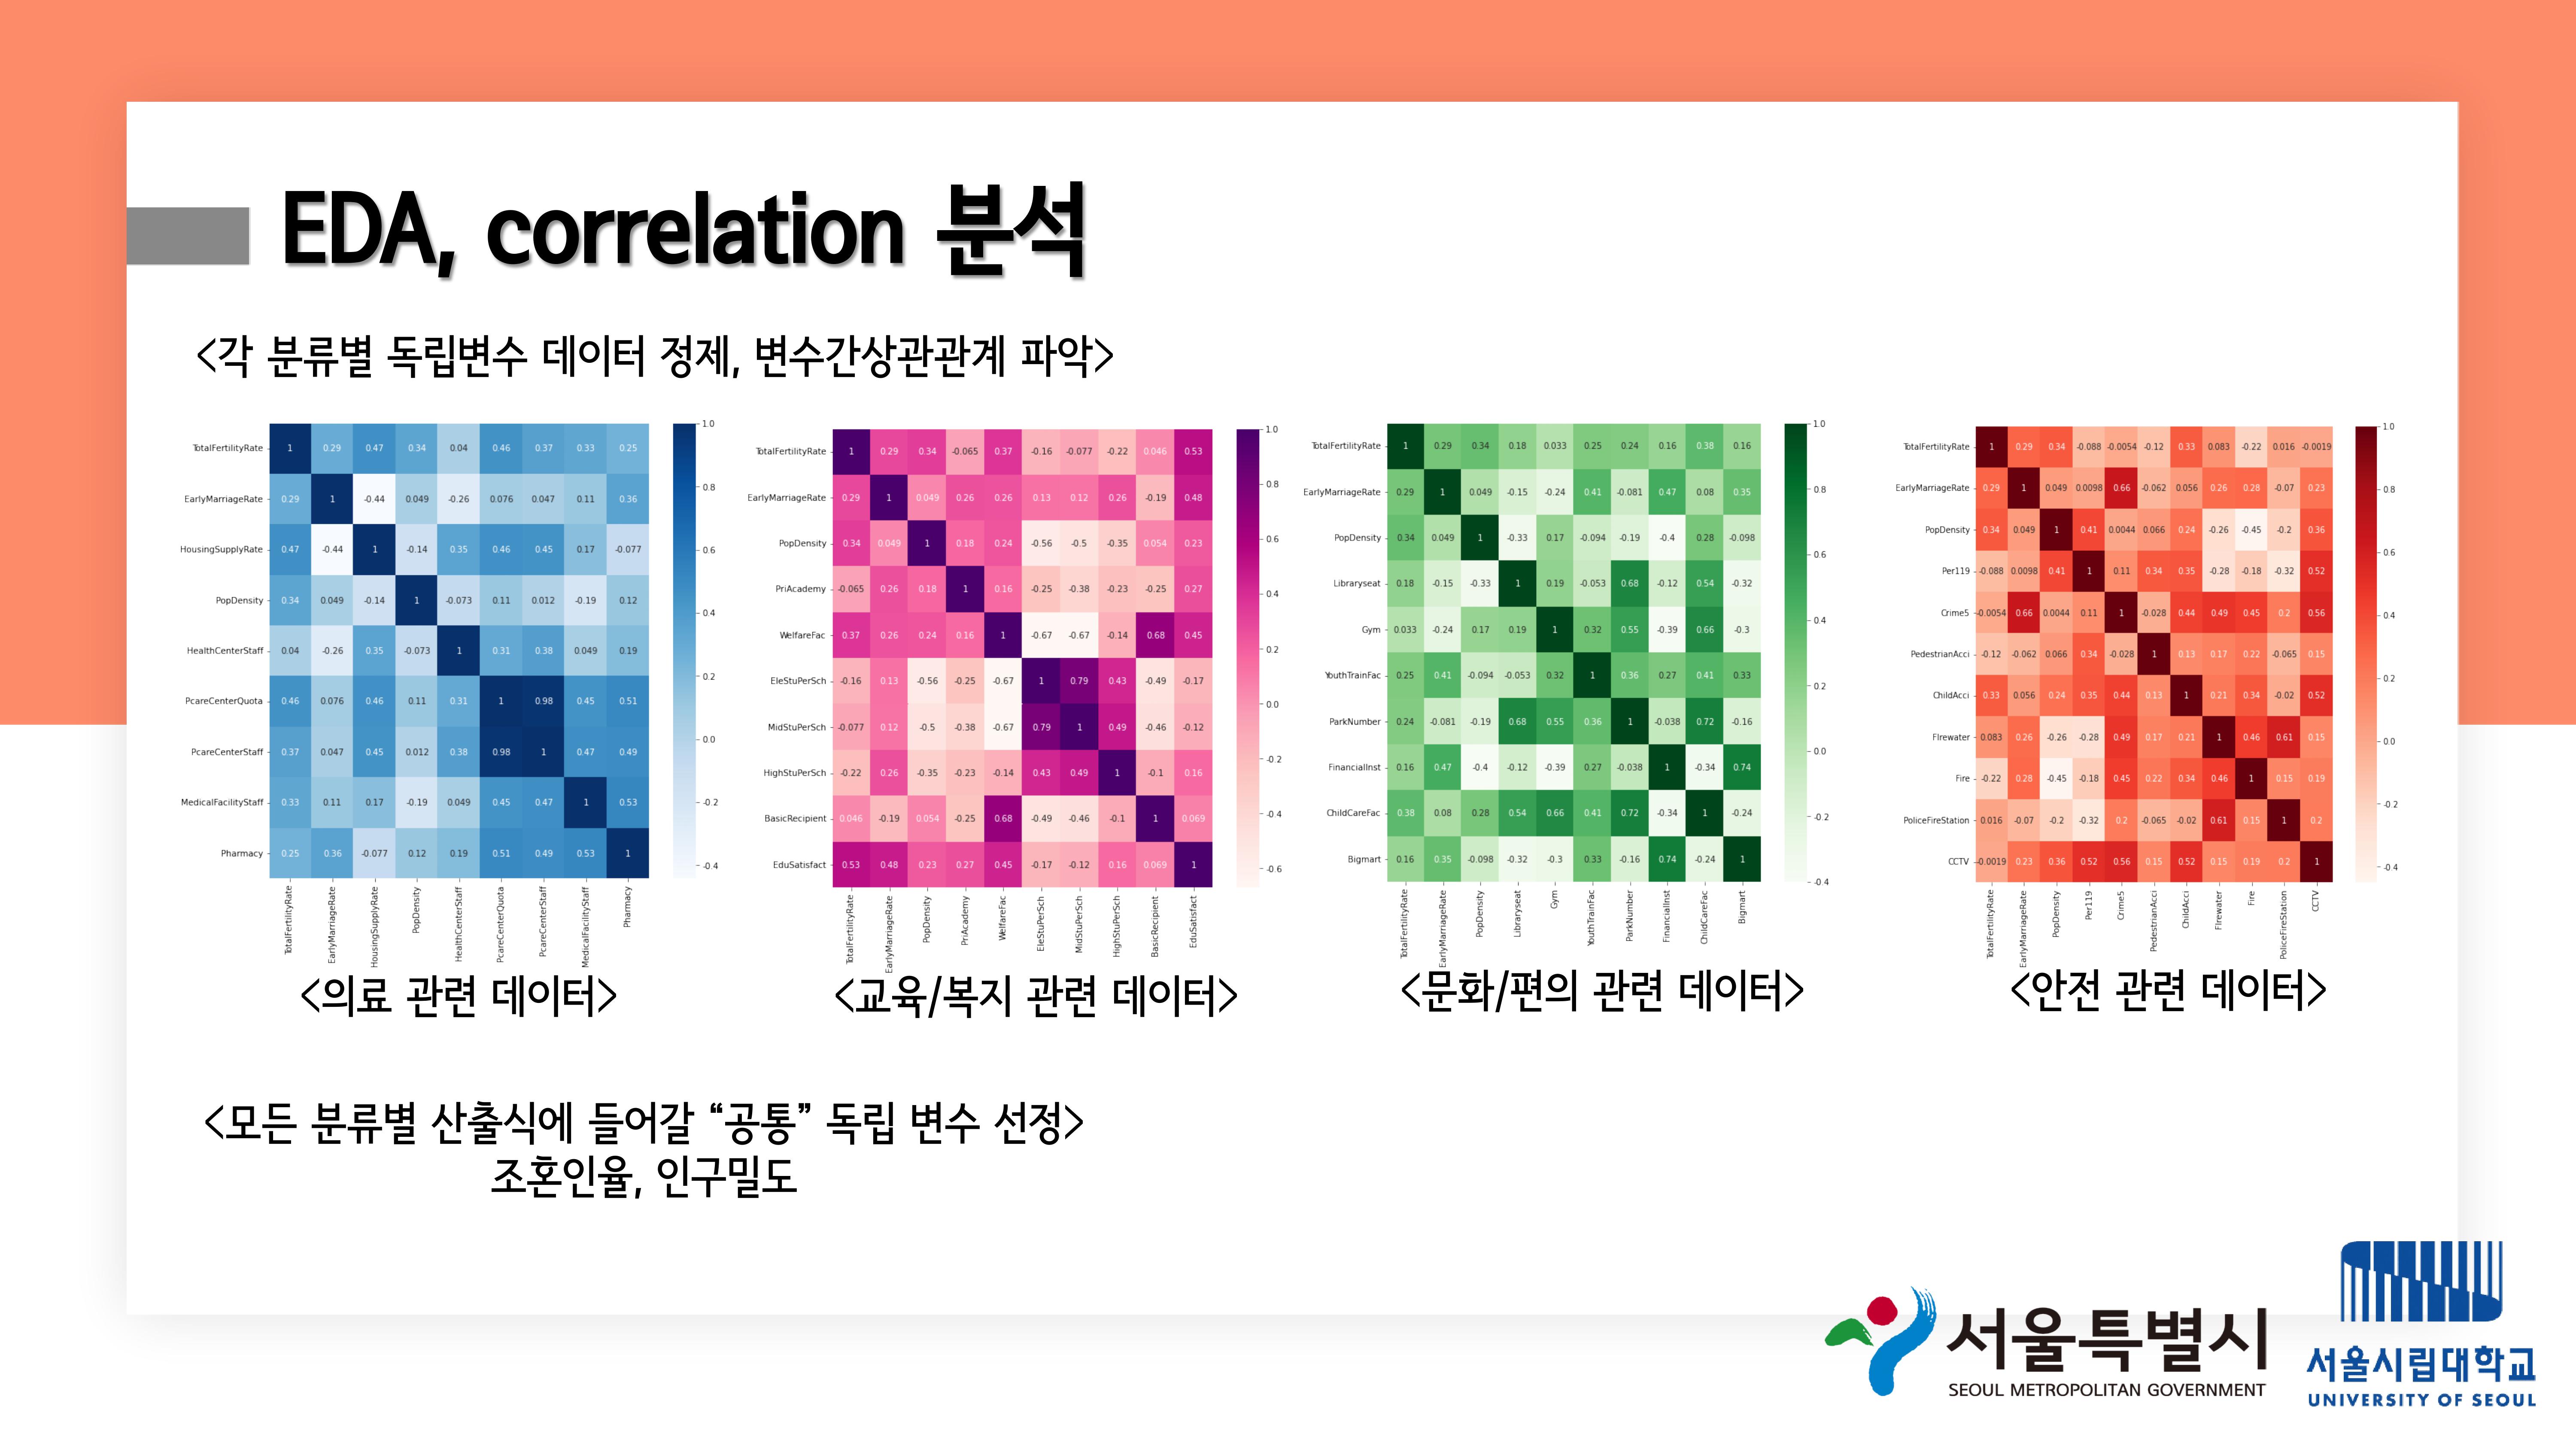 EDA, correlation 분석
<각 분류별 독립변수 데이터 정제, 변수간상관관계 파악>
TotalFertilityRate 1 0.29 0.47 0.34 0.04 0.46 0.37 0.33 0.25
EarlyMarriageRate 0.29 1 -0.44 0.049 -0.26 0.076 0.047 0.11 0.36
HousingSupplyRate 0.47 -0.44 1 -0.14 0.35 0.46 0.45 0.17 -0.077
PopDensity 0.34 0.049 -0.14 1 -0.073 0.11 0.012 -0.19 0.12
HealthCenterStaff 0.04 -0.26 0.35 -0.073 1 0.31 0.38 0.049 0.19
PcareCenterQuota 0.46 0.076 0.46 0.11 0.31 1 0.98 0.45 0.51
PcareCenterStaff 0.37 0.047 0.45 0.012 0.38 0.98 1 0.47 0.49
MedicalFacilityStaff 0.33 0.11 0.17 -0.19 0.049 0.45 0.47 1 0.53
Pharmacy 0.25 0.36 -0.077 0.12 0.19 0.51 0.49 0.53 1
TotalFertilityRate EarlyMarriageRate HousingSupplyRate PopDensity HealthCenterStaff PcareCenterQuota PcareCenterStaff MedicalFacilityStaff Pharmacy
1.0
0.8
0.6
0.4
0.2
0.0
-0.2
-0.4
<의료 관련 데이터>
TotalFertilityRate 1 0.29 0.34 -0.065 0.37 -0.16 -0.077 -0.22 0.046 0.53
EarlyMarriageRate 0.29 1 0.049 0.26 0.26 0.13 0.12 0.26 -0.19 0.48
PopDensity 0.34 0.049 1 0.18 0.24 -0.56 -0.5 -0.35 0.054 0.23
PriAcademy -0.065 0.26 0.18 1 0.16 -0.25 -0.38 -0.23 -0.25 0.27
WelfareFac 0.37 0.26 0.24 0.16 1 -0.67 -0.67 -0.14 0.68 0.45
EleStuPerSch -0.16 0.13 -0.56 -0.25 -0.67 1 0.79 0.43 -0.49 -0.17
MidStuPerSch -0.077 0.12 -0.5 -0.38 -0.67 0.79 1 0.49 -0.46 -0.12
HighStuPerSch -0.22 0.26 -0.35 -0.23 -0.14 0.43 0.49 1 -0.1 0.16
BasicRecipient 0.046 -0.19 0.054 -0.25 0.68 -0.49 -0.46 -0.1 1 0.069
EduSatisfact 0.53 0.48 0.23 0.27 0.45 -0.17 -0.12 0.16 0.069 1
TotalFertilityRate EarlyMarriageRate PopDensity PriAcademy WelfareFac EleStuPerSch MidStuPerSch HighStuPerSch BasicRecipient EduSatisfact
1.0
0.8
0.6
0.4
0.2
0.0
-0.2
-0.4
-0.6
<교육/복지 관련 데이터>
TotalFertilityRate 1 0.29 0.34 0.18 0.033 0.25 0.24 0.16 0.38 0.16
EarlyMarriageRate 0.29 1 0.049 -0.15 -0.24 0.41 -0.081 0.47 0.08 0.35
PopDensity 0.34 0.049 1 -0.33 0.17 -0.094 -0.19 -0.4 0.28 -0.098
Libraryseat 0.18 -0.15 -0.33 1 0.19 -0.053 0.68 -0.12 0.54 -0.32
Gym 0.033 -0.24 0.17 0.19 1 0.32 0.55 -0.39 0.66 -0.3
YouthTrainFac 0.25 0.41 -0.094 -0.053 0.32 1 0.36 0.27 0.41 0.33
ParkNumber 0.24 -0.081 -0.19 0.68 0.55 0.36 1 -0.038 0.72 -0.16
FinancialInst 0.16 0.47 -0.4 -0.12 -0.39 0.27 -0.038 1 -0.34 0.74
ChildCareFac 0.38 0.08 0.28 0.54 0.66 0.41 0.72 -0.34 1 -0.24
Bigmart 0.16 0.35 -0.098 -0.32 -0.3 0.33 -0.16 0.74 -0.24 1
TotalFertilityRate EarlyMarriageRate PopDensity Libraryseat Gym YouthTrainFac ParkNumber FinancialInst ChildCareFac Bigmart
1.0
0.8
0.6
0.4
0.2
0.0
-0.2
-0.4
<문화/편의 관련 데이터>
TotalFertilityRate 1 0.29 0.34 -0.088 -0.0054 -0.12 0.33 0.083 -0.22 0.016 -0.0019
EarlyMarriageRate 0.29 1 0.049 0.0098 0.66 -0.062 0.056 0.26 0.28 -0.07 0.23
PopDensity 0.34 0.049 1 0.41 0.0044 0.066 0.24 -0.26 -0.45 -0.2 0.36
Per119 -0.088 0.0098 0.41 1 0.11 0.34 0.35 -0.28 -0.18 -0.32 0.52
Crime5 -0.0054 0.66 0.0044 0.11 1 -0.028 0.44 0.49 0.45 0.2 0.56
PedestrianAcci -0.12 -0.062 0.066 0.34 -0.028 1 0.13 0.17 0.22 -0.065 0.15
ChildAcci 0.33 0.056 0.24 0.35 0.44 0.13 1 0.21 0.34 -0.02 0.52
FIrewater 0.083 0.26 -0.26 -0.28 0.49 0.17 0.21 1 0.46 0.61 0.15
Fire -0.22 0.28 -0.45 -0.18 0.45 0.22 0.34 0.46 1 0.15 0.19
PoliceFireStation 0.016 -0.07 -0.2 -0.32 0.2 -0.065 -0.02 0.61 0.15 1 0.2
CCTV -0.0019 0.23 0.36 0.52 0.56 0.15 0.52 0.15 0.19 0.2 1
TotalFertilityRate EarlyMarriageRate PopDensity Per119 Crime5 PedestrianAcci ChildAcci FIrewater Fire PoliceFireStation CCTV
1.0
0.8
0.6
0.4
0.2
0.0
-0.2
-0.4
<안전 관련 데이터>
<모든 분류별 산출식에 들어갈 “공통” 독립 변수 선정>
조혼인율, 인구밀도
서울특별시
SEOUL METROPOLITAN GOVERNMENT
서울시립대학교
UNIVERSITY OF SEOUL